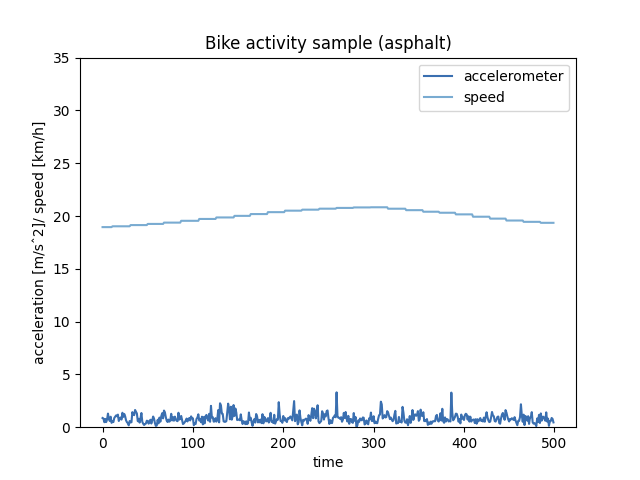 Bike activity sample (asphalt)
accelerometer
speed
acceleration [m/s^2]/ speed [km/h]
35
30
25
20
15
10
5
0
0 100 200 300 400 500
time